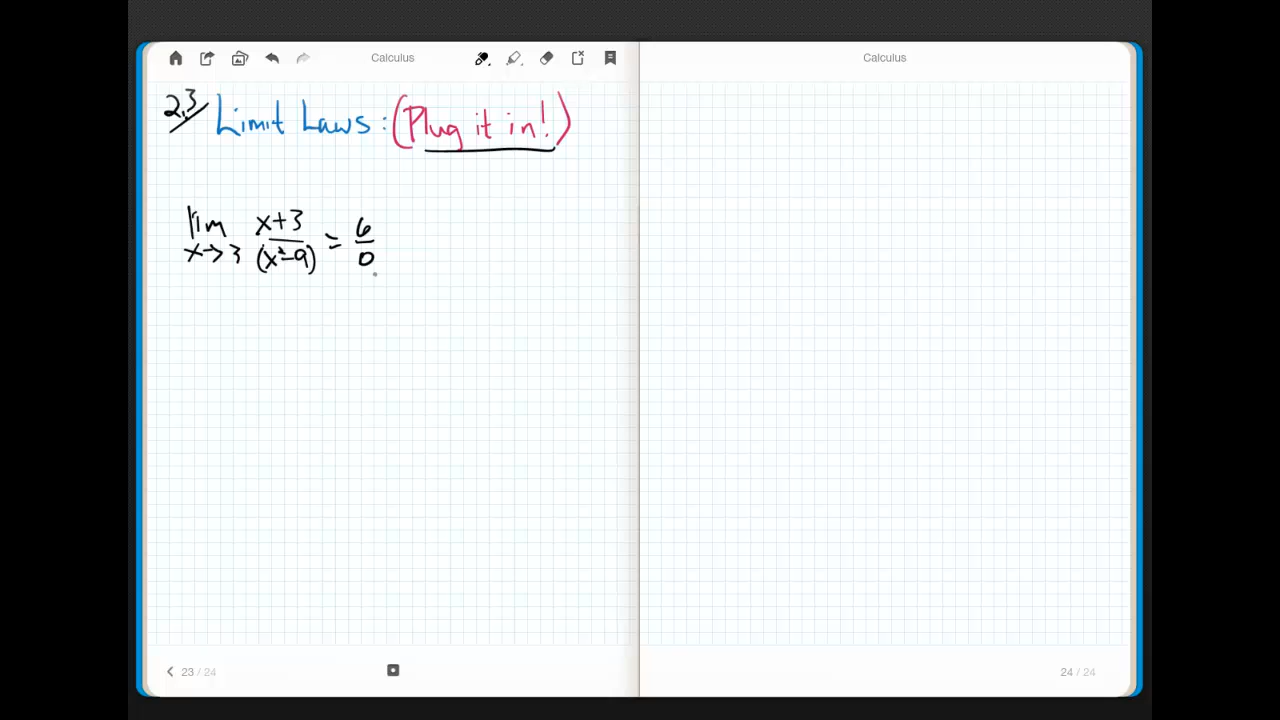 Calculus
Calculus
2.3 Limit Laws: (Plug it in!)
lim x→3 x+3/(x²-9) = 6/0
23 / 24
24 / 24